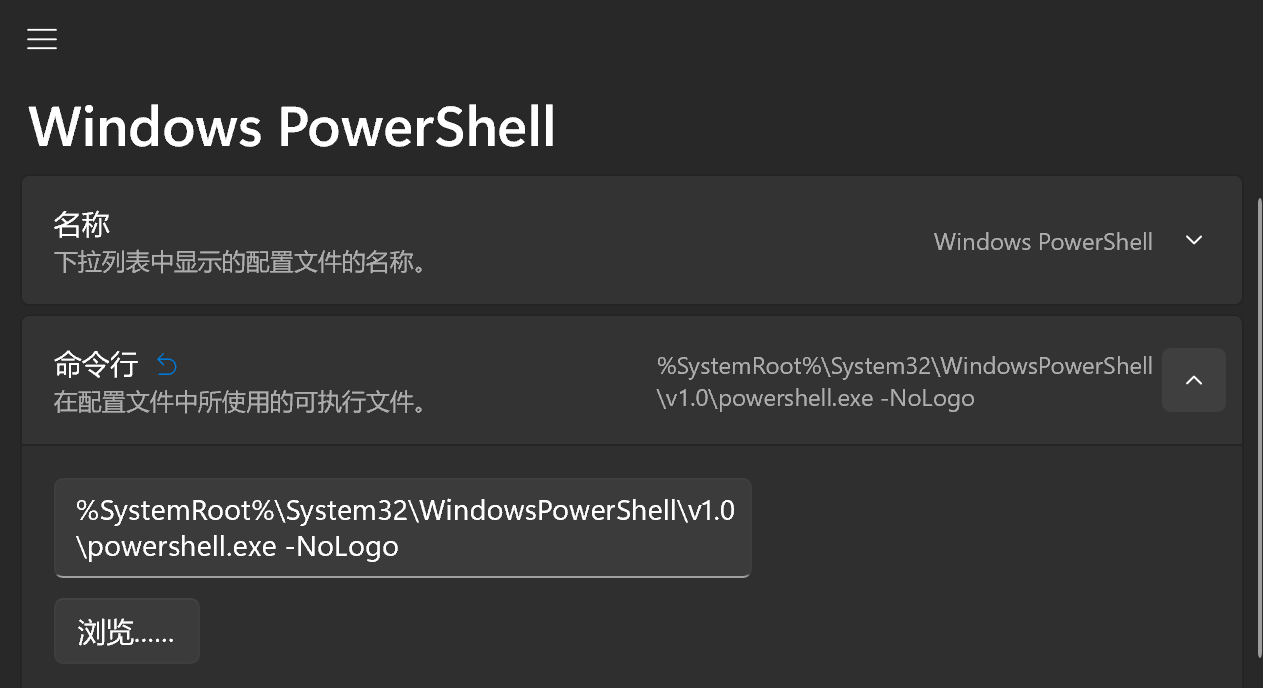 Windows PowerShell
名称
下拉列表中显示的配置文件的名称。
Windows PowerShell
命令行
在配置文件中所使用的可执行文件。
%SystemRoot%\System32\WindowsPowerShell
\v1.0\powershell.exe -NoLogo
%SystemRoot%\System32\WindowsPowerShell\v1.0
\powershell.exe -NoLogo
浏览......